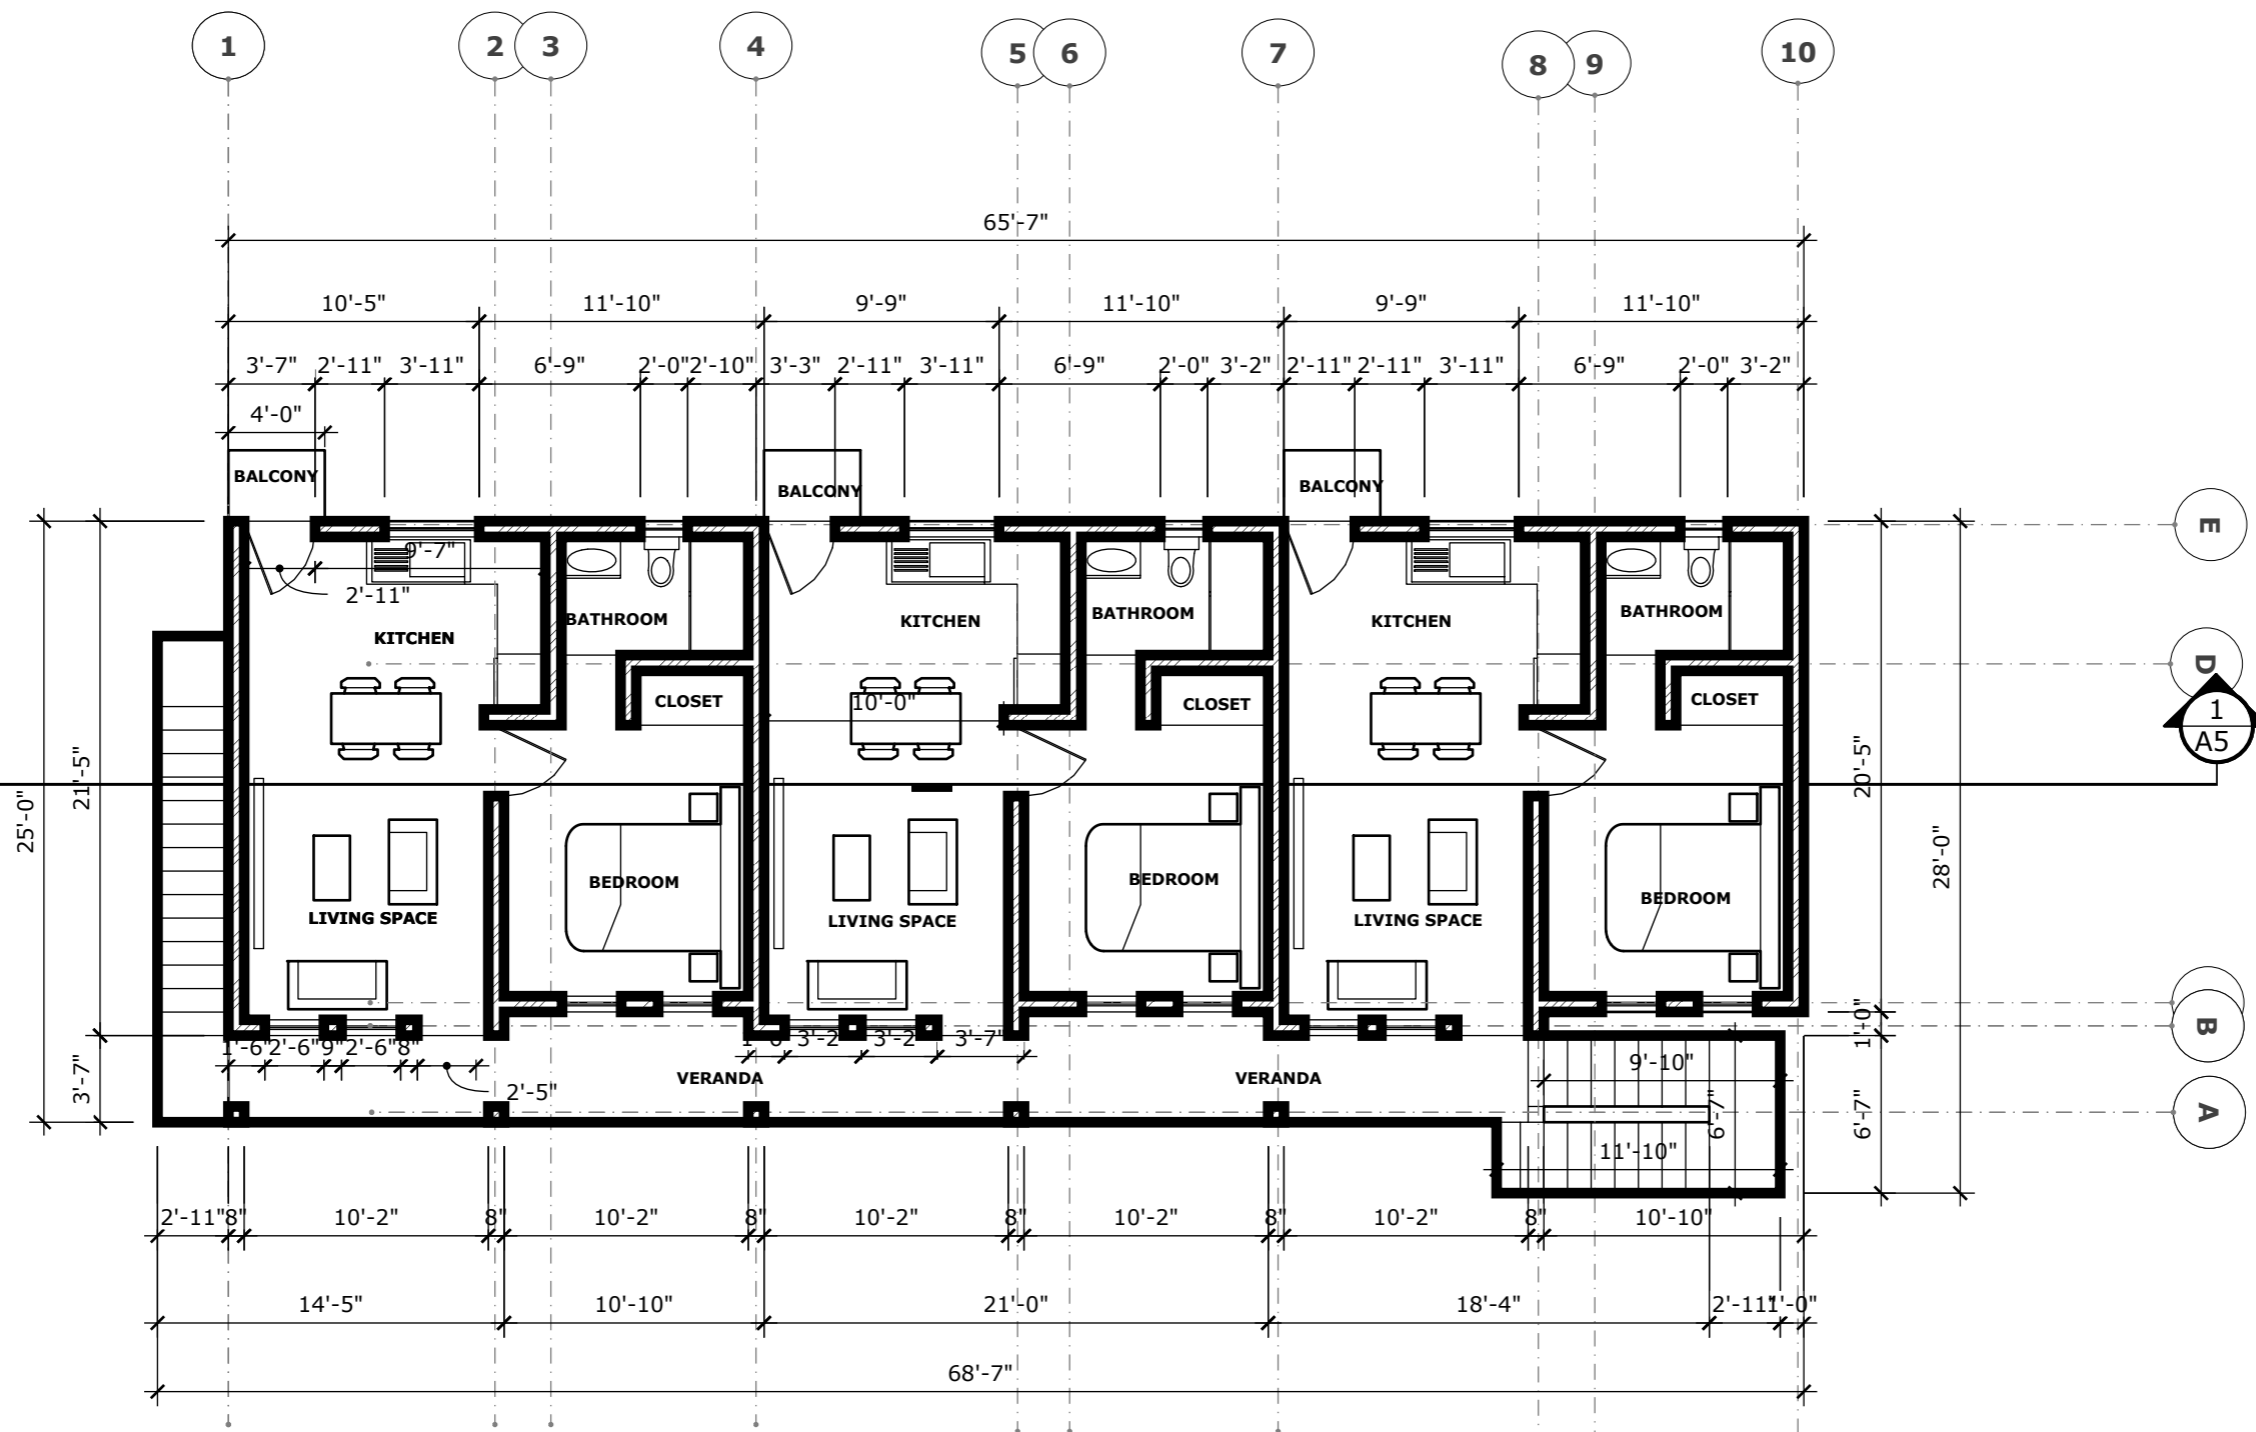 1 2 3 4 5 6 7 8 9 10
65'-7"
10'-5" 11'-10" 9'-9" 11'-10" 9'-9" 11'-10"
3'-7" 2'-11" 3'-11" 6'-9" 2'-0" 2'-10" 3'-3" 2'-11" 3'-11" 6'-9" 2'-0" 3'-2" 2'-11" 2'-11" 3'-11" 6'-9" 2'-0" 3'-2"
4'-0"
BALCONY BALCONY BALCONY
E
9'-7"
2'-11"
KITCHEN BATHROOM KITCHEN BATHROOM KITCHEN BATHROOM
D
CLOSET 10'-0" CLOSET CLOSET
1
A5
25'-0" 21'-5" 20'-5" 28'-0"
BEDROOM BEDROOM BEDROOM
LIVING SPACE LIVING SPACE LIVING SPACE
1'-0"
B
1'-6" 2'-6" 9" 2'-6" 8" 3'-2 3'-2 3'-7"
3'-7" 2'-5" VERANDA VERANDA 9'-10" 6'-7" 6'-7"
A
11'-10"
2'-11" 8" 10'-2" 8" 10'-2" 8" 10'-2" 8" 10'-2" 8" 10'-2" 8" 10'-10"
14'-5" 10'-10" 21'-0" 18'-4" 2'-11" 1'-0"
68'-7"